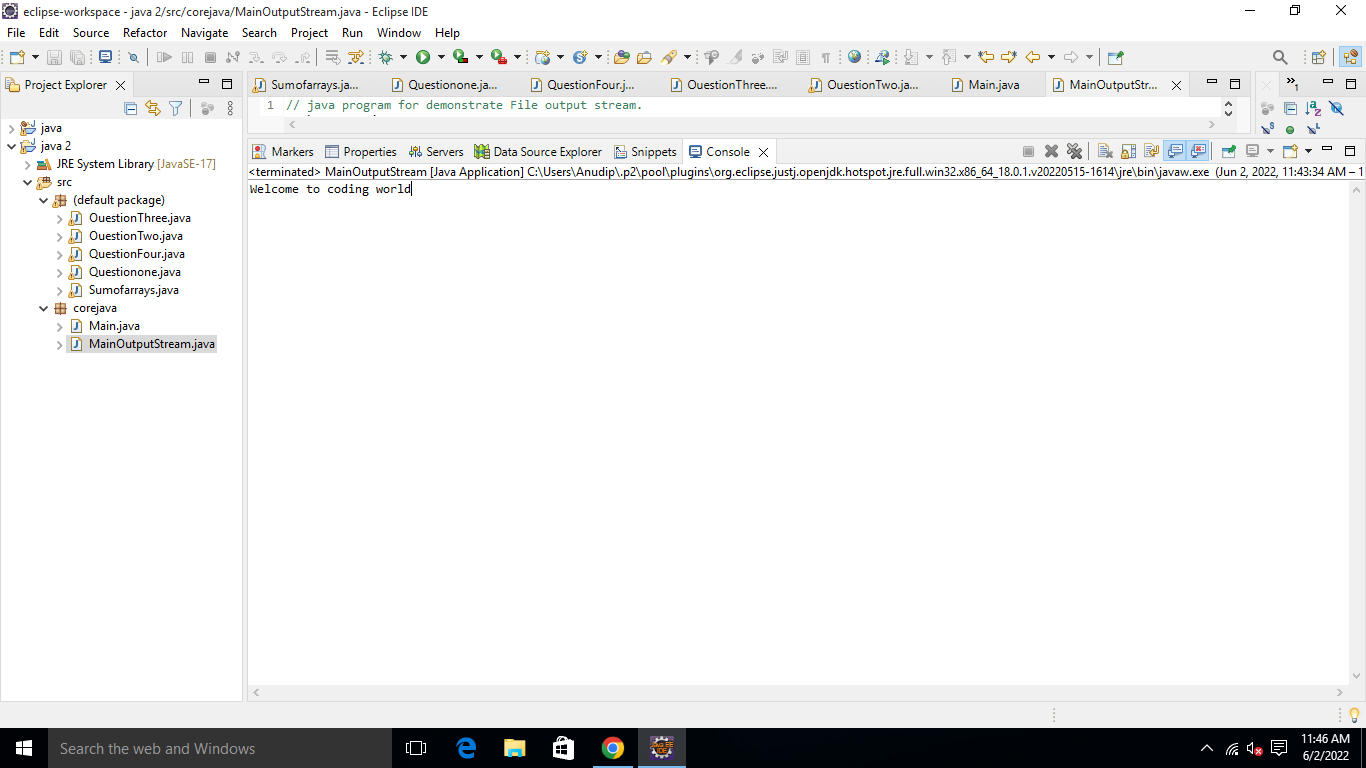 eclipse-workspace - java 2/src/corejava/MainOutputStream.java - Eclipse IDE
File Edit Source Refactor Navigate Search Project Run Window Help
Project Explorer
Sumofarrays.ja... Questionone.ja... QuestionFour.j... OuestionThree.... OuestionTwo.ja... Main.java MainOutputStr... »1
1 // java program for demonstrate File output stream.
java
java 2
JRE System Library [JavaSE-17]
src
(default package)
OuestionThree.java
OuestionTwo.java
QuestionFour.java
Questionone.java
Sumofarrays.java
corejava
Main.java
MainOutputStream.java
Markers Properties Servers Data Source Explorer Snippets Console
<terminated> MainOutputStream [Java Application] C:\Users\Anudip\.p2\pool\plugins\org.eclipse.justj.openjdk.hotspot.jre.full.win32.x86_64_18.0.1.v20220515-1614\jre\bin\javaw.exe (Jun 2, 2022, 11:43:34 AM – 1
Welcome to coding world
Search the web and Windows
Java EE
IDE
11:46 AM
6/2/2022